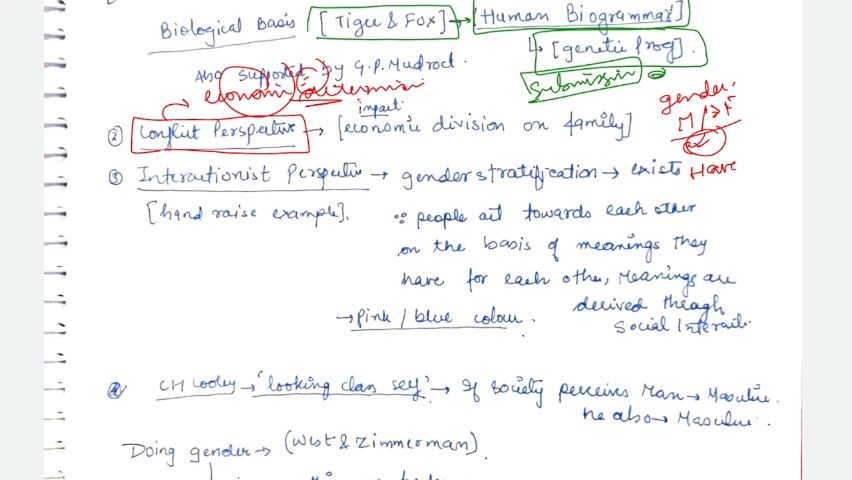 Biological Basis [Tiger & Fox] → [Human Biogrammar]
↳ [genetic prog].
Also supported by G.P. Mudrock. Submission
economic determinism
impact
gender.
② Conflict Perspective → [economic division on family] M/>F
③ Interactionist Perspective → gender stratification → exists Have
[hand raise example]. ∵ people act towards each other
on the basis of meanings they
have for each other, Meanings are
derived through
→ Pink / blue colour. Social Interacti
④ CH Cooley → 'looking glass self' → If society perceives Man → Masculine.
he also → Masculine.
Doing gender → (West & Zimmerman)